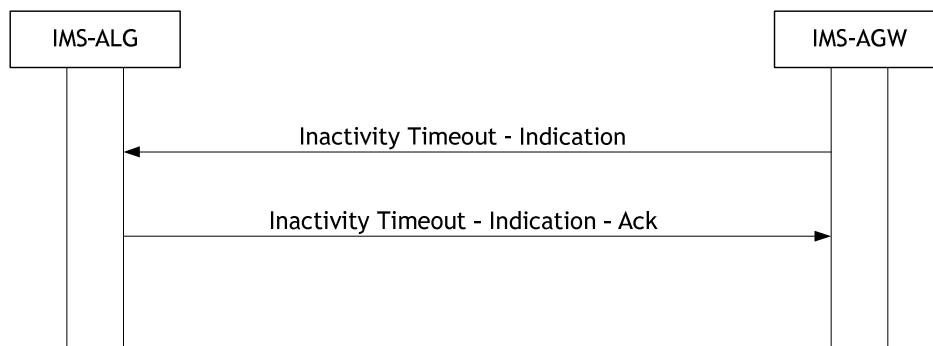 IMS-ALG
IMS-AGW
Inactivity Timeout - Indication
Inactivity Timeout - Indication - Ack